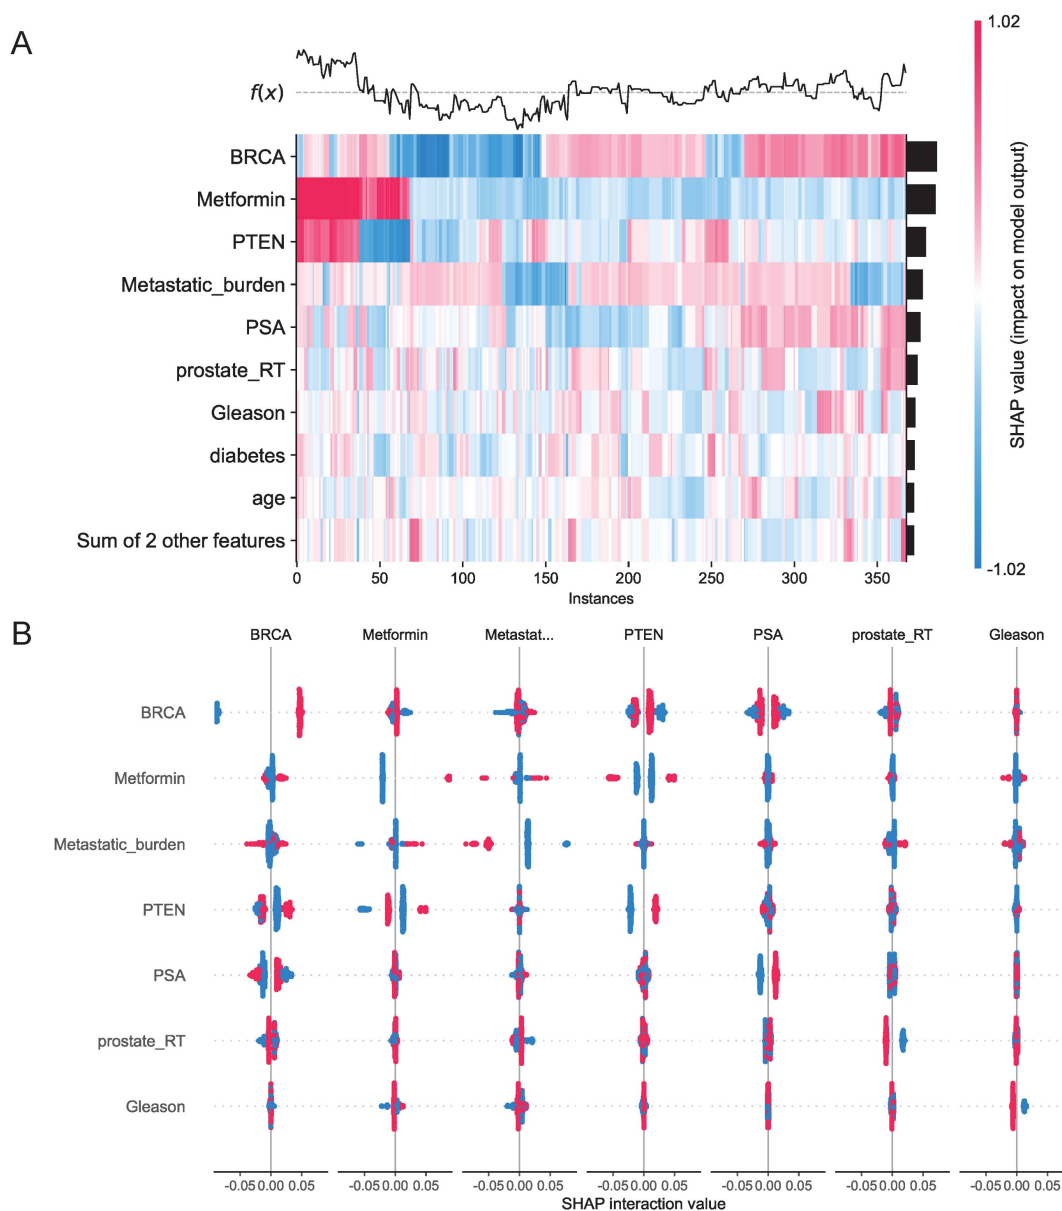 A
f(x)
1.02
BRCA
Metformin
PTEN
Metastatic_burden
PSA
prostate_RT
Gleason
diabetes
age
Sum of 2 other features
0 50 100 150 200 250 300 350
Instances
-1.02
SHAP value (impact on model output)
B
BRCA Metformin Metastat... PTEN PSA prostate_RT Gleason
BRCA
Metformin
Metastatic_burden
PTEN
PSA
prostate_RT
Gleason
-0.05 0.00 0.05 -0.05 0.00 0.05 -0.05 0.00 0.05 -0.05 0.00 0.05 -0.05 0.00 0.05 -0.05 0.00 0.05 -0.05 0.00 0.05
SHAP interaction value